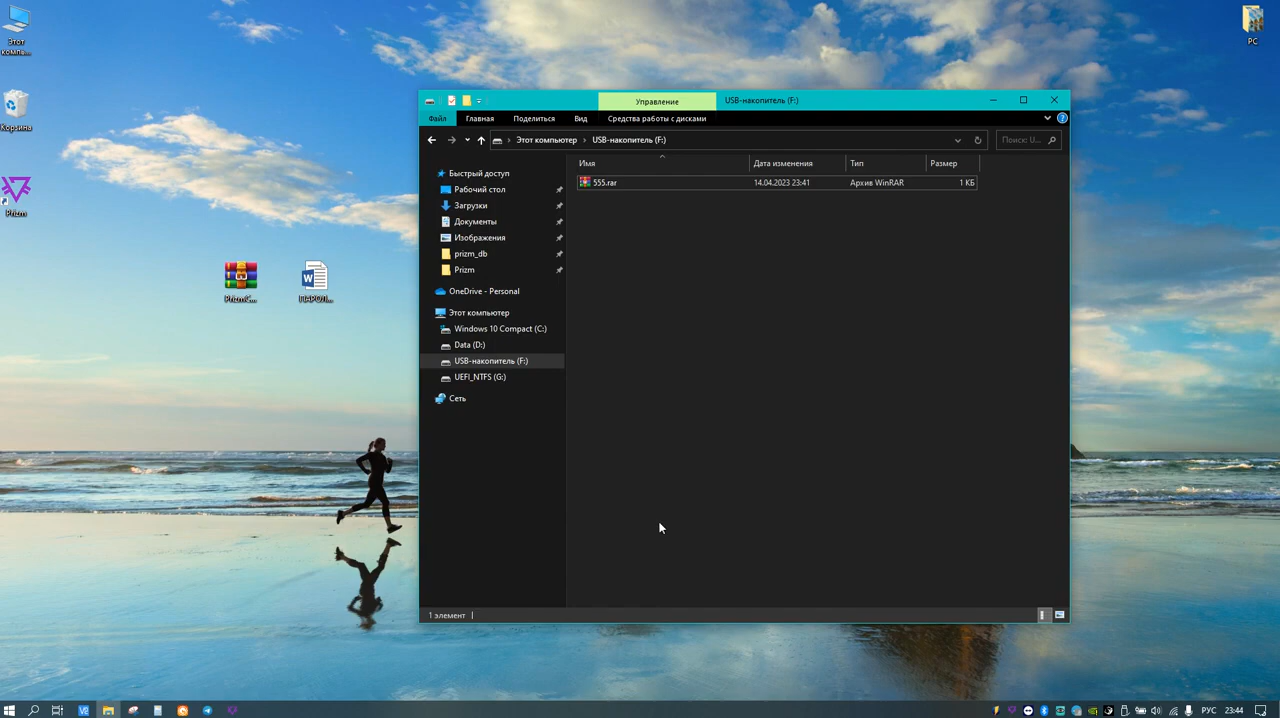 Этот
компь...
Корзина
Prizm
PrizmC...
ПАРОЛ...
PC
Управление
USB-накопитель (F:)
Файл
Главная
Поделиться
Вид
Средства работы с дисками
Этот компьютер
USB-накопитель (F:)
Поиск: U...
Имя
Дата изменения
Тип
Размер
555.rar
14.04.2023 23:41
Архив WinRAR
1 КБ
Быстрый доступ
Рабочий стол
Загрузки
Документы
Изображения
prizm_db
Prizm
OneDrive - Personal
Этот компьютер
Windows 10 Compact (C:)
Data (D:)
USB-накопитель (F:)
UEFI_NTFS (G:)
Сеть
1 элемент
РУС
23:44